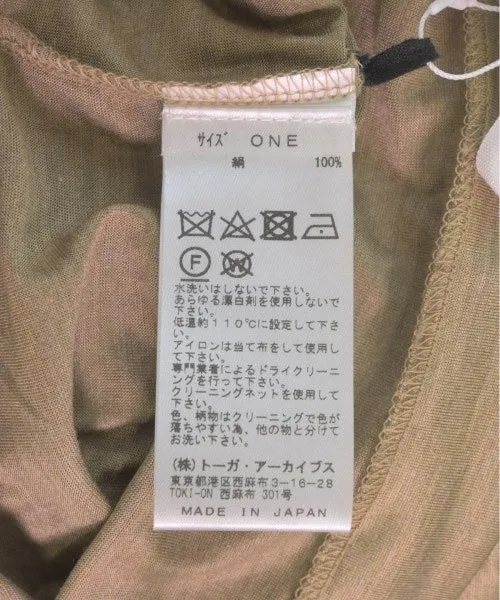 サイズ ONE
絹 100%
F W
水洗いはしないで下さい。
あらゆる漂白剤を使用しないで
下さい。
低温約110℃に設定して下さ
い。
アイロンは当て布をして使用し
て下さい。
専門業者によるドライクリーニ
ングを行って下さい。
クリーニングネットを使用して
下さい。
色、柄物はクリーニングで色が
落ちやすい為、他の物と分けて
お洗い下さい。
(株)トーガ・アーカイブス
東京都港区西麻布3-16-28
TOKI-ON 西麻布 301号
MADE IN JAPAN